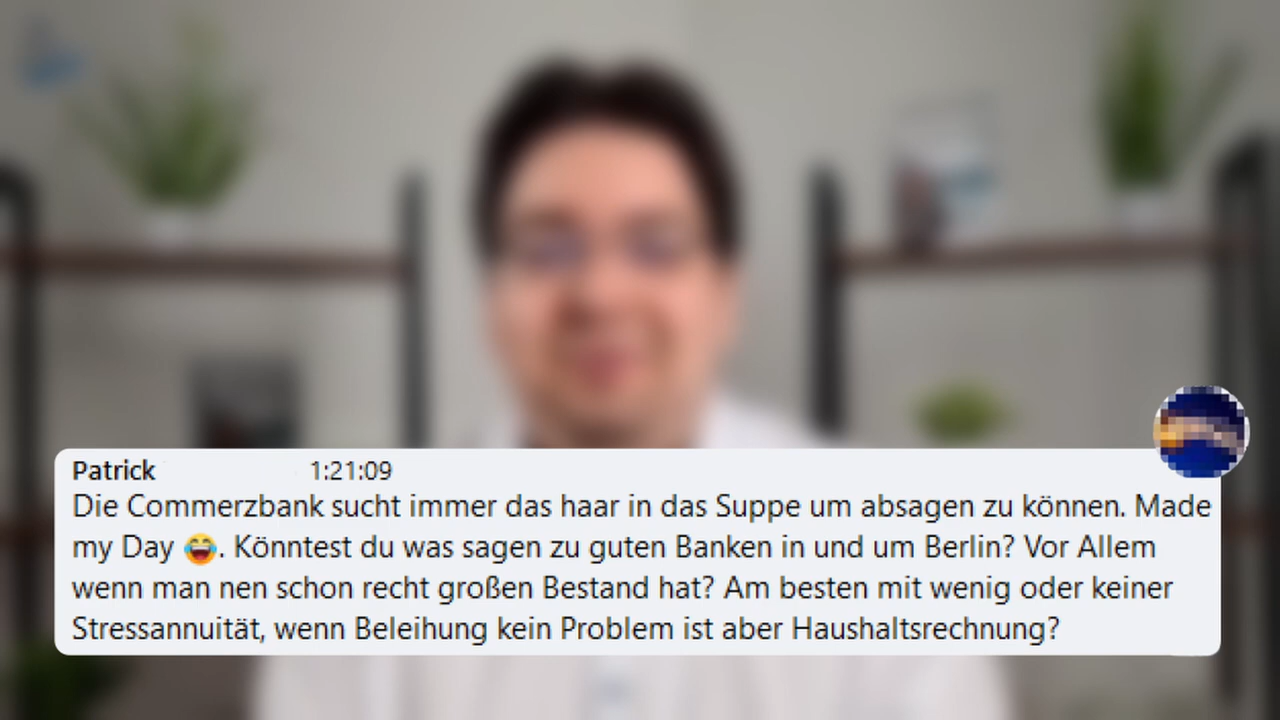 Patrick 1:21:09
Die Commerzbank sucht immer das haar in das Suppe um absagen zu können. Made
my Day 😂. Könntest du was sagen zu guten Banken in und um Berlin? Vor Allem
wenn man nen schon recht großen Bestand hat? Am besten mit wenig oder keiner
Stressannuität, wenn Beleihung kein Problem ist aber Haushaltsrechnung?